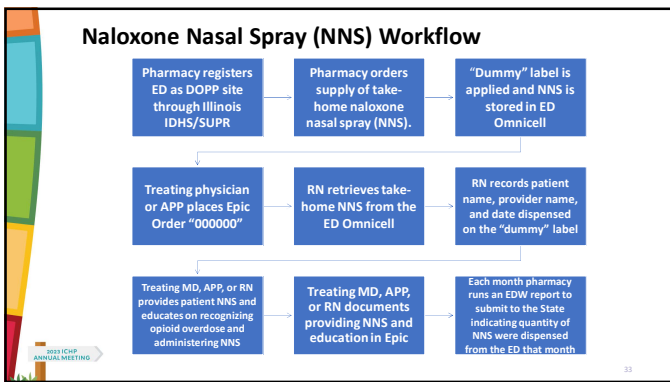 Naloxone Nasal Spray (NNS) Workflow
Pharmacy registers
ED as DOPP site
through Illinois
IDHS/SUPR
Pharmacy orders
supply of take-
home naloxone
nasal spray (NNS).
“Dummy” label is
applied and NNS is
stored in ED
Omnicell
Treating physician
or APP places Epic
Order “000000”
RN retrieves take-
home NNS from the
ED Omnicell
RN records patient
name, provider name,
and date dispensed
on the “dummy” label
Treating MD, APP, or RN
provides patient NNS and
educates on recognizing
opioid overdose and
administering NNS
Treating MD, APP,
or RN documents
providing NNS and
education in Epic
Each month pharmacy
runs an EDW report to
submit to the State
indicating quantity of
NNS were dispensed
from the ED that month
2023 ICHP
ANNUAL MEETING
33